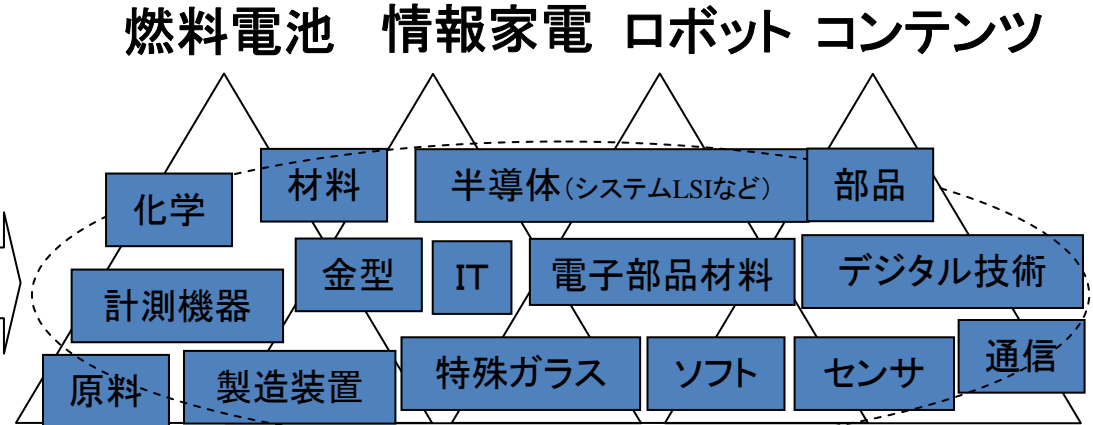 燃料電池 情報家電 ロボット コンテンツ
材料 半導体(システムLSIなど) 部品
化学
金型 IT 電子部品材料 デジタル技術
計測機器
特殊ガラス ソフト センサ 通信
原料 製造装置